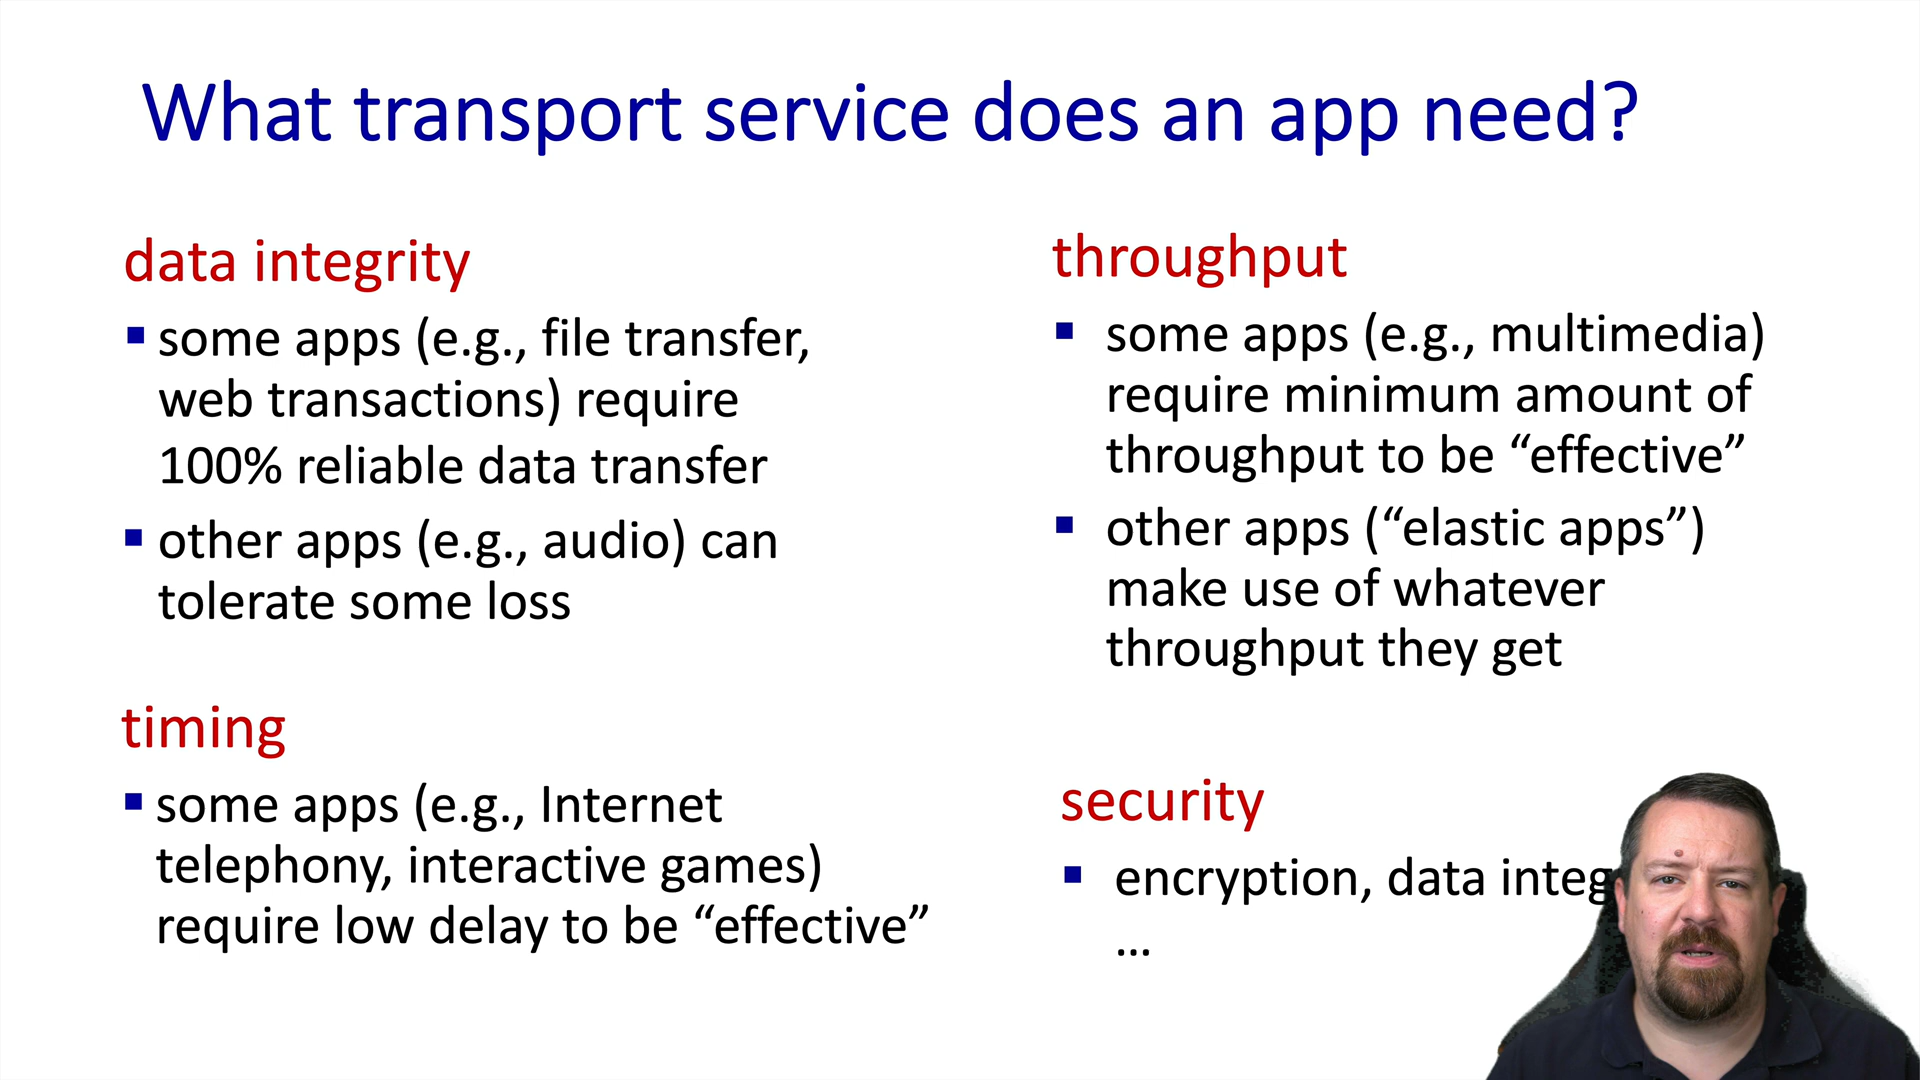 What transport service does an app need?
data integrity
▪ some apps (e.g., file transfer,
web transactions) require
100% reliable data transfer
▪ other apps (e.g., audio) can
tolerate some loss
timing
▪ some apps (e.g., Internet
telephony, interactive games)
require low delay to be “effective”
throughput
▪ some apps (e.g., multimedia)
require minimum amount of
throughput to be “effective”
▪ other apps (“elastic apps”)
make use of whatever
throughput they get
security
▪ encryption, data
…